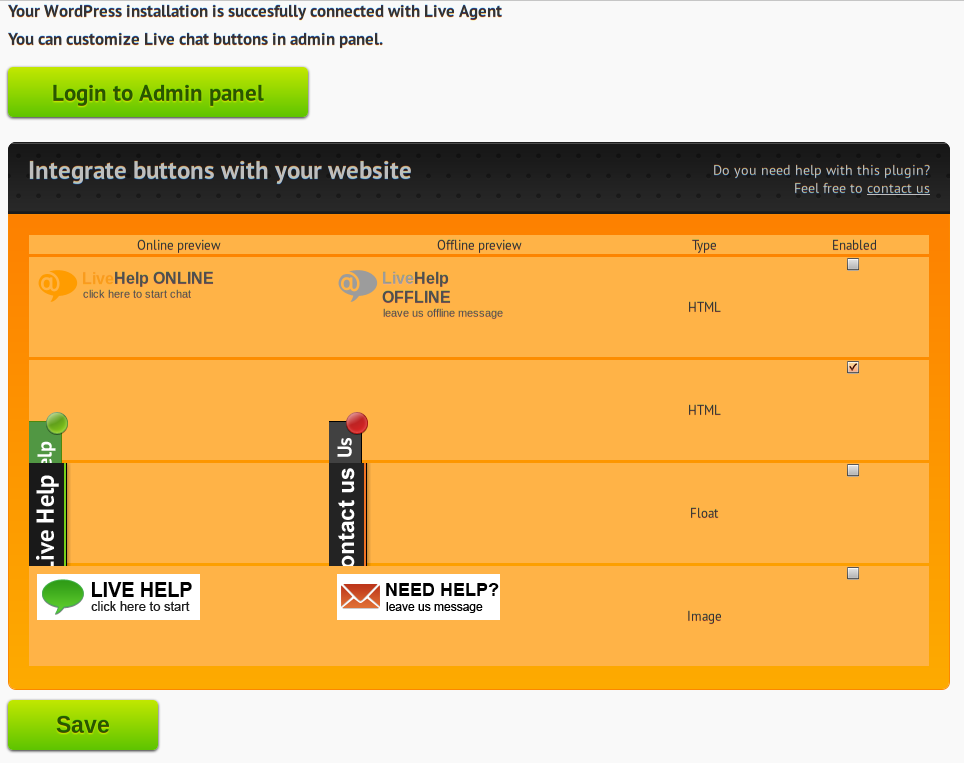 Your WordPress installation is succesfully connected with Live Agent
You can customize Live chat buttons in admin panel.
Login to Admin panel
Integrate buttons with your website
Do you need help with this plugin?
Feel free to contact us
Online preview Offline preview Type Enabled
LiveHelp ONLINE
click here to start chat
LiveHelp
OFFLINE
leave us offline message
HTML
elp
Us
HTML
ive Help
ontact us
Float
LIVE HELP
click here to start
NEED HELP?
leave us message
Image
Save